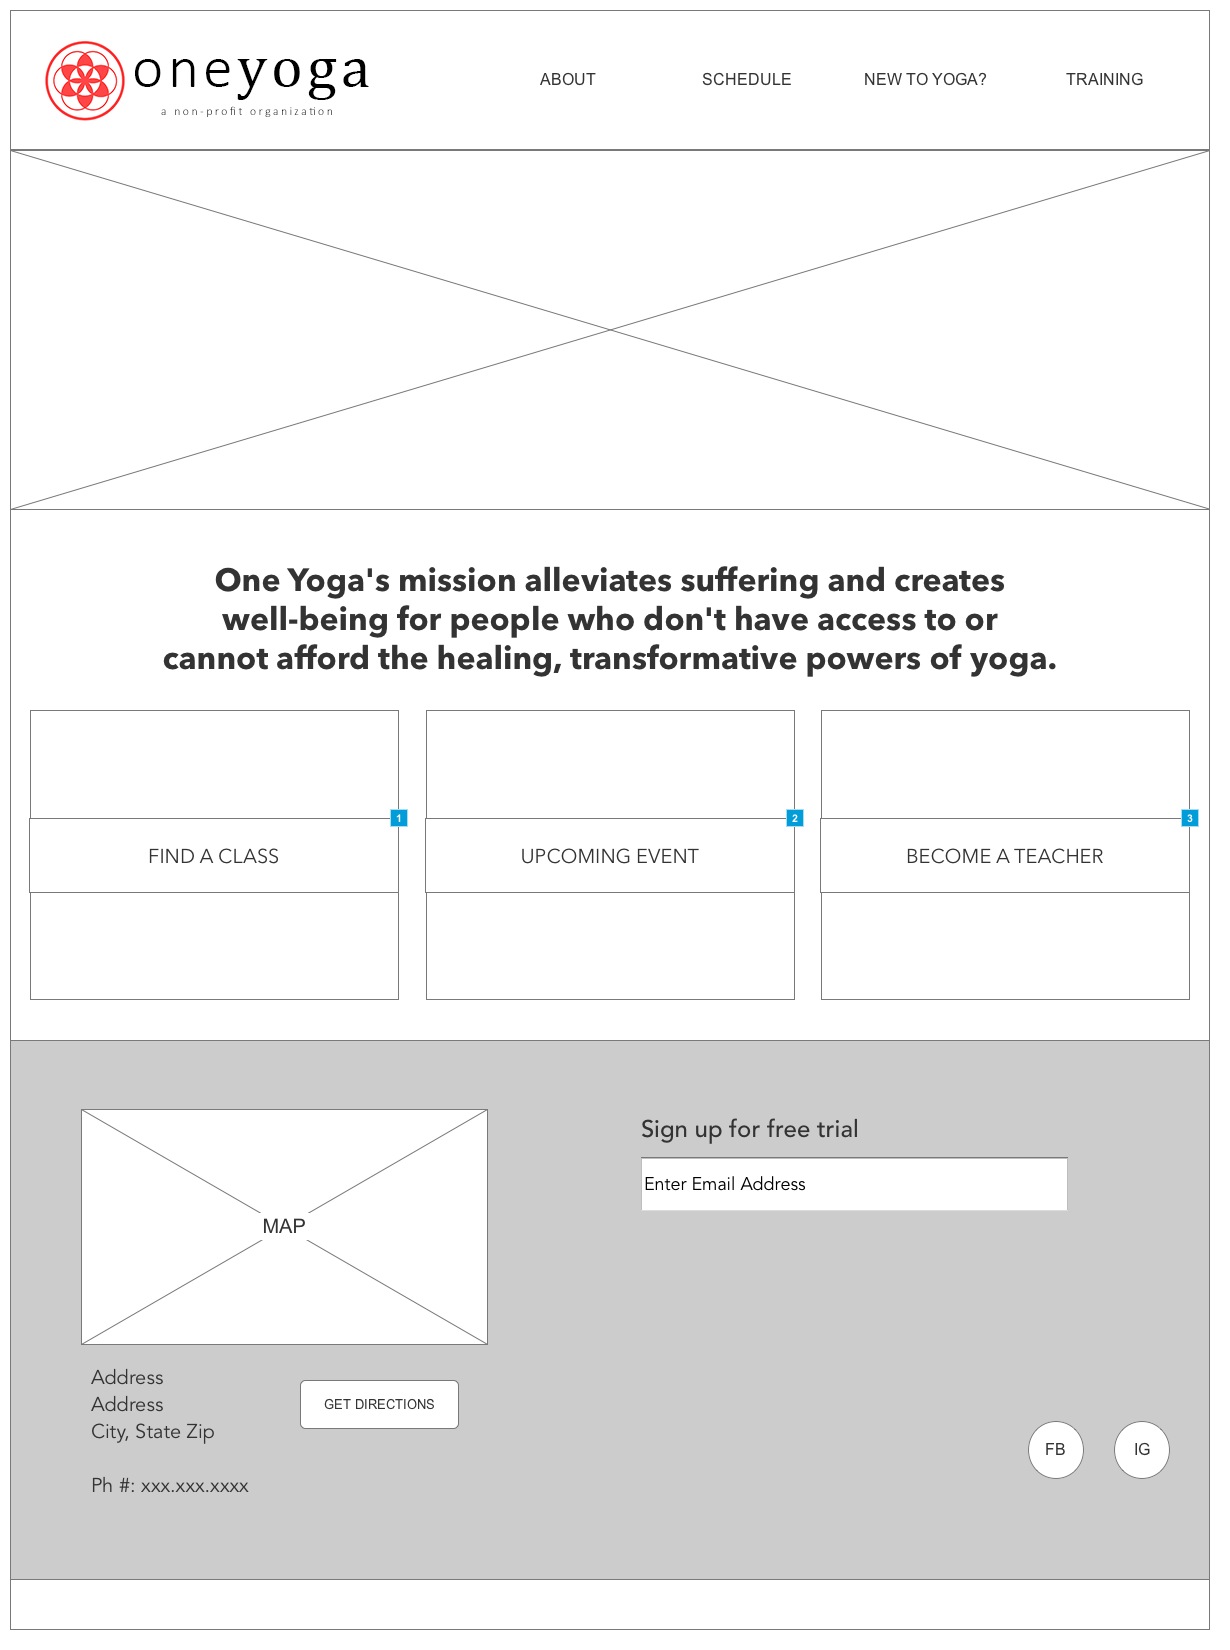 oneyoga
a non-profit organization
ABOUT
SCHEDULE
NEW TO YOGA?
TRAINING
One Yoga's mission alleviates suffering and creates
well-being for people who don't have access to or
cannot afford the healing, transformative powers of yoga.
1
2
3
FIND A CLASS
UPCOMING EVENT
BECOME A TEACHER
MAP
Address
Address
City, State Zip
Ph #: xxx.xxx.xxxx
GET DIRECTIONS
Sign up for free trial
Enter Email Address
FB
IG